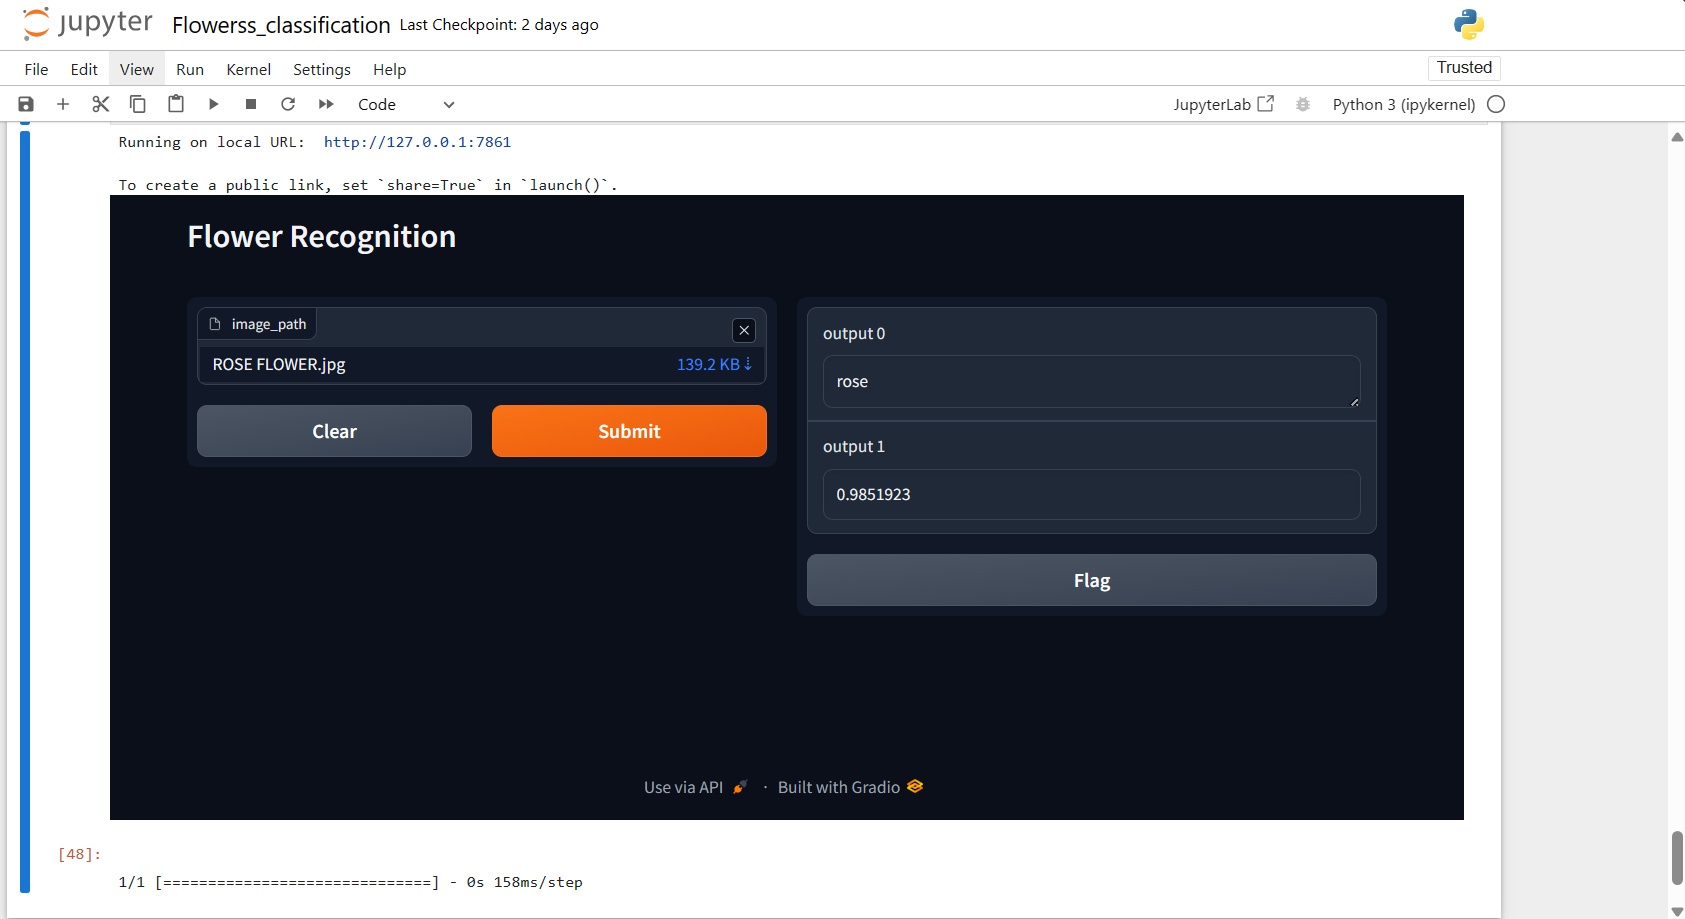 jupyter Flowerss_classification Last Checkpoint: 2 days ago
File Edit View Run Kernel Settings Help Trusted
Code JupyterLab Python 3 (ipykernel)
Running on local URL: http://127.0.0.1:7861
To create a public link, set `share=True` in `launch()`.
Flower Recognition
image_path
ROSE FLOWER.jpg 139.2 KB ⇣
Clear Submit
output 0
rose
output 1
0.9851923
Flag
Use via API · Built with Gradio
[48]:
1/1 [==============================] - 0s 158ms/step